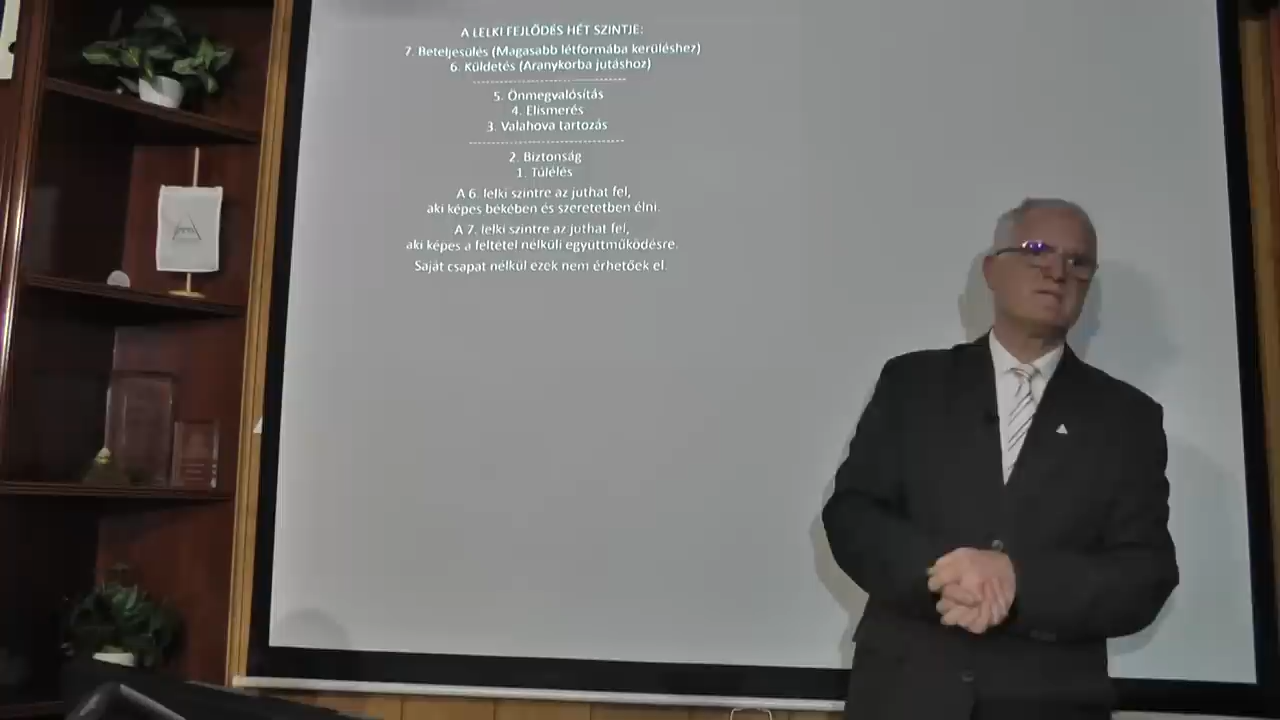 A LELKI FEJLŐDÉS HÉT SZINTJE:
7. Beteljesülés (Magasabb létformába kerüléshez)
6. Küldetés (Aranykorba jutáshoz)
5. Önmegvalósítás
4. Elismerés
3. Valahova tartozás
2. Biztonság
1. Túlélés
A 6. lelki szintre az juthat fel,
aki képes békében és szeretetben élni.
A 7. lelki szintre az juthat fel,
aki képes a feltétel nélküli együttműködésre.
Saját csapat nélkül ezek nem érhetőek el.